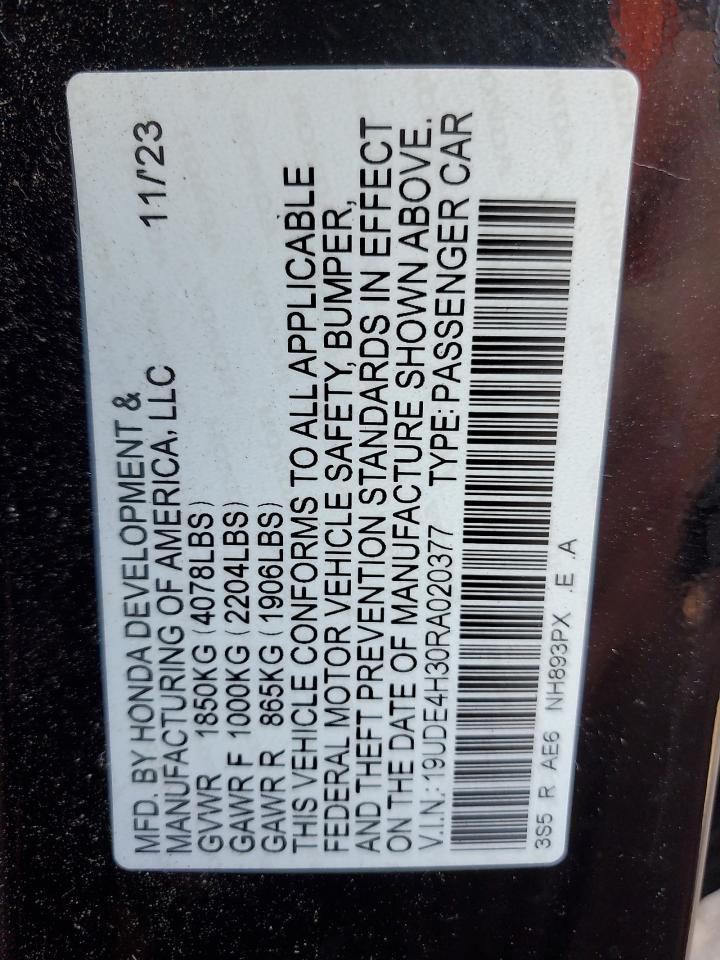 MFD. BY HONDA DEVELOPMENT & 11/'23
MANUFACTURING OF AMERICA, LLC
GVWR 1850KG (4078LBS)
GAWR F 1000KG (2204LBS)
GAWR R 865KG (1906LBS)
THIS VEHICLE CONFORMS TO ALL APPLICABLE
FEDERAL MOTOR VEHICLE SAFETY, BUMPER,
AND THEFT PREVENTION STANDARDS IN EFFECT
ON THE DATE OF MANUFACTURE SHOWN ABOVE.
V.I.N.: 19UDE4H30RA020377 TYPE: PASSENGER CAR
3S5 R AE6 NH893PX .E .A